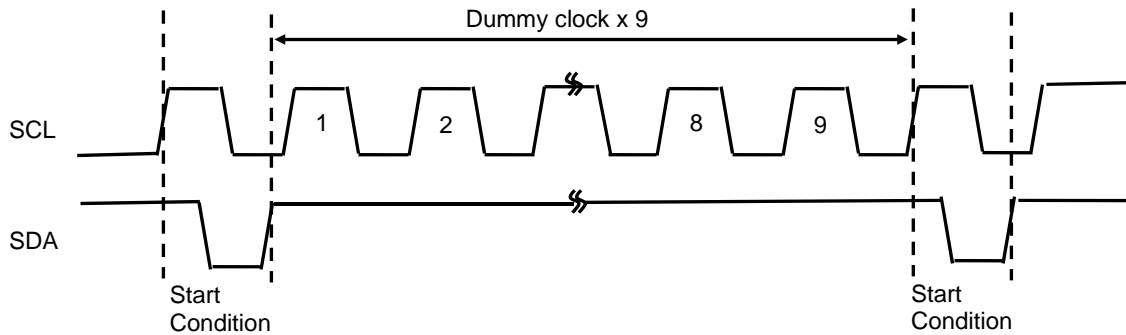 Dummy clock x 9
SCL
1
2
8
9
SDA
Start
Condition
Start
Condition